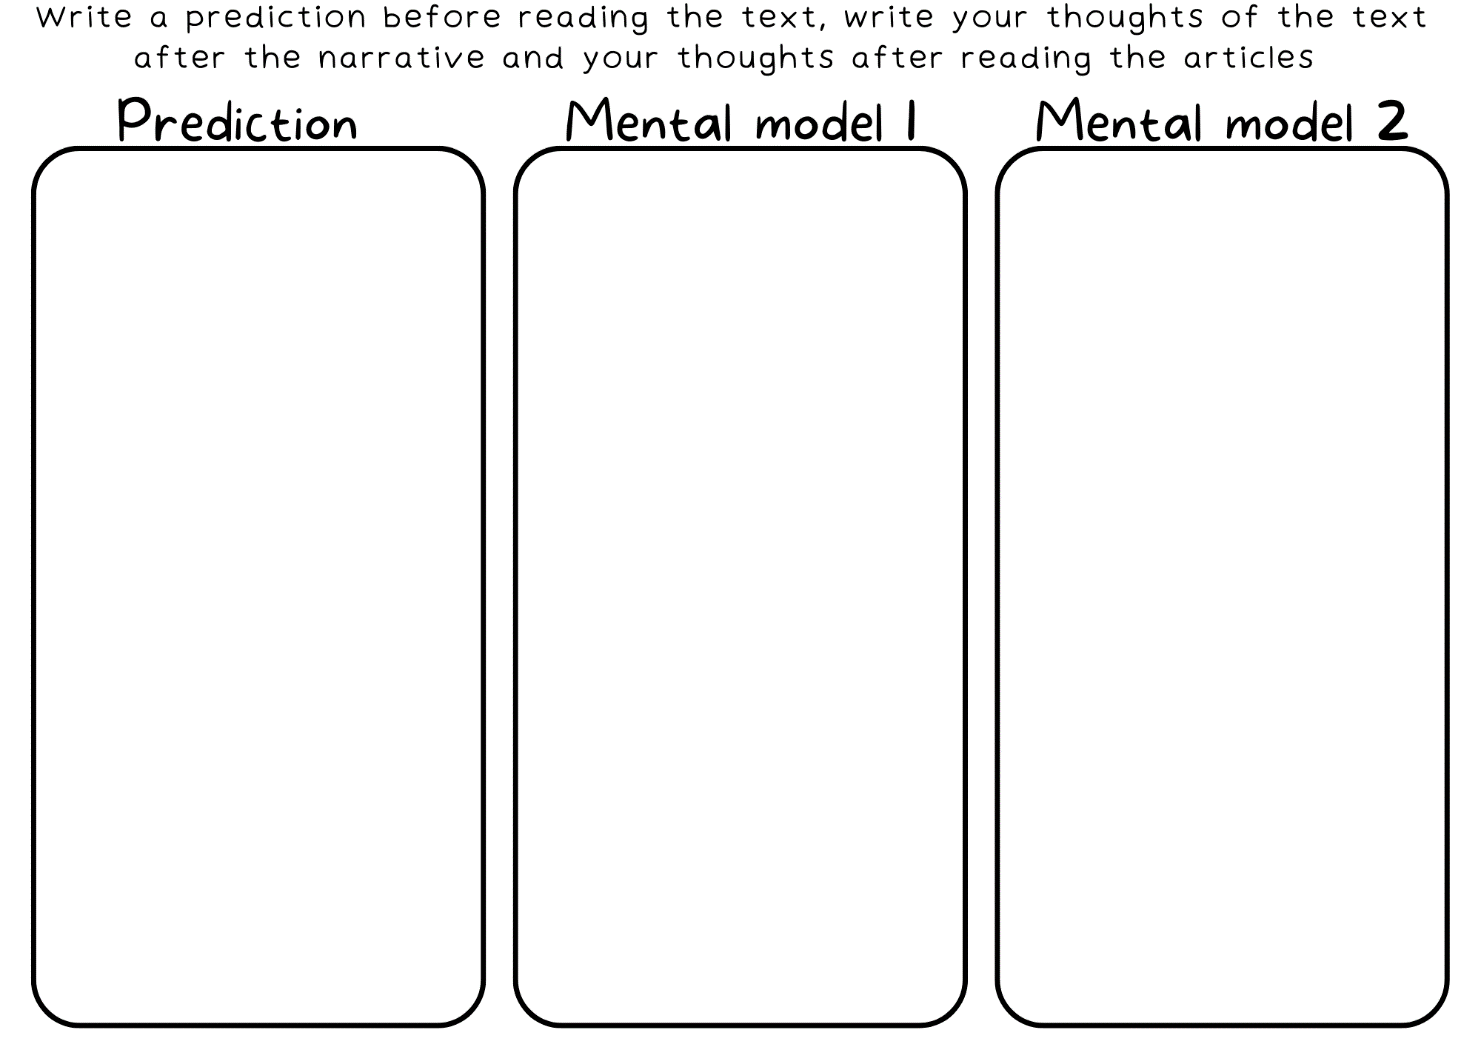 Write a prediction before reading the text, write your thoughts of the text
after the narrative and your thoughts after reading the articles
Prediction
Mental model 1
Mental model 2